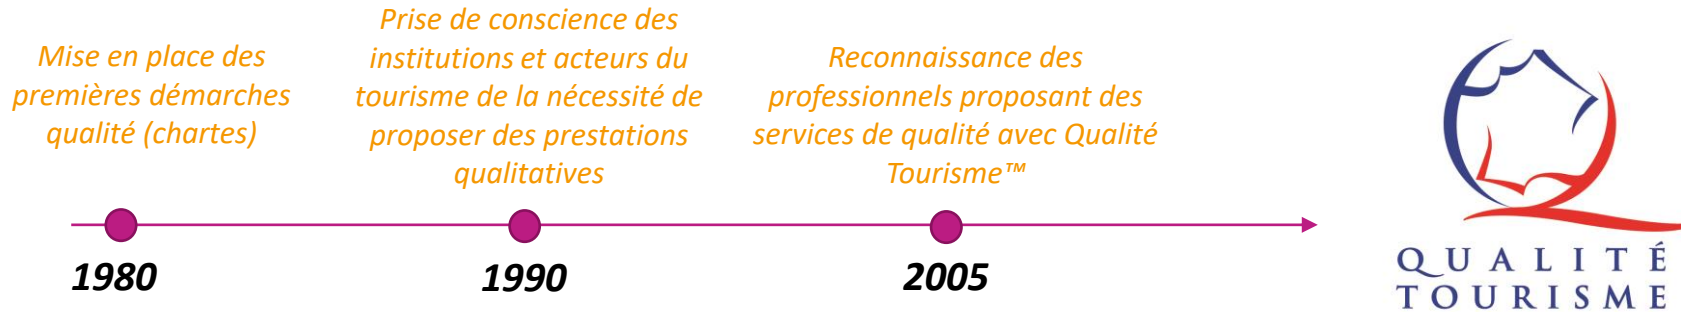 Mise en place des
premières démarches
qualité (chartes)
Prise de conscience des
institutions et acteurs du
tourisme de la nécessité de
proposer des prestations
qualitatives
Reconnaissance des
professionnels proposant des
services de qualité avec Qualité
Tourisme™
1980
1990
2005
QUALITÉ
TOURISME